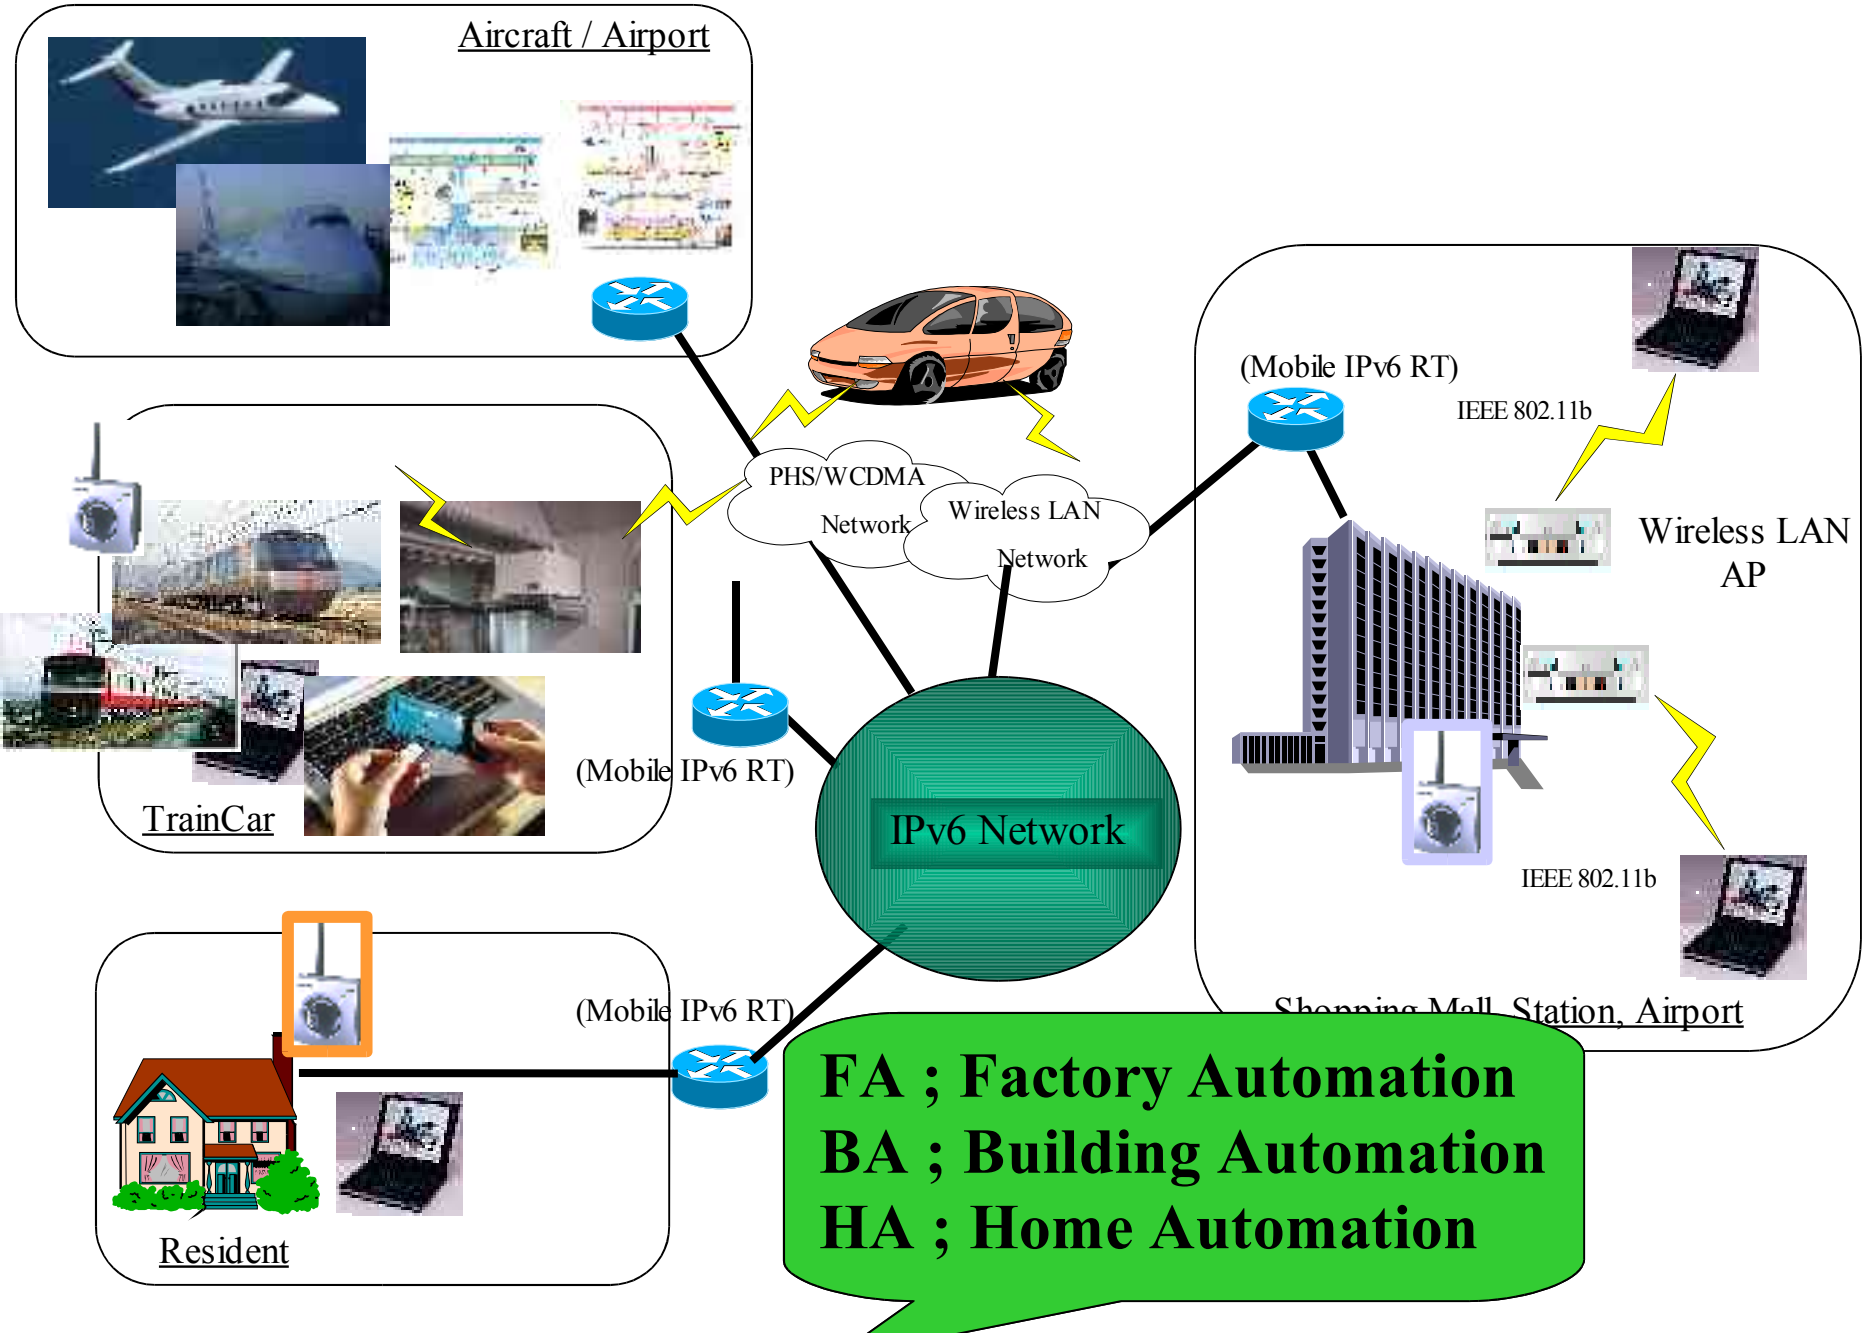 Aircraft / Airport
(Mobile IPv6 RT)
IEEE 802.11b
PHS/WCDMA
Network
Wireless LAN
Network
Wireless LAN
AP
(Mobile IPv6 RT)
TrainCar
IPv6 Network
IEEE 802.11b
(Mobile IPv6 RT)
Shopping Mall, Station, Airport
FA ; Factory Automation
BA ; Building Automation
HA ; Home Automation
Resident